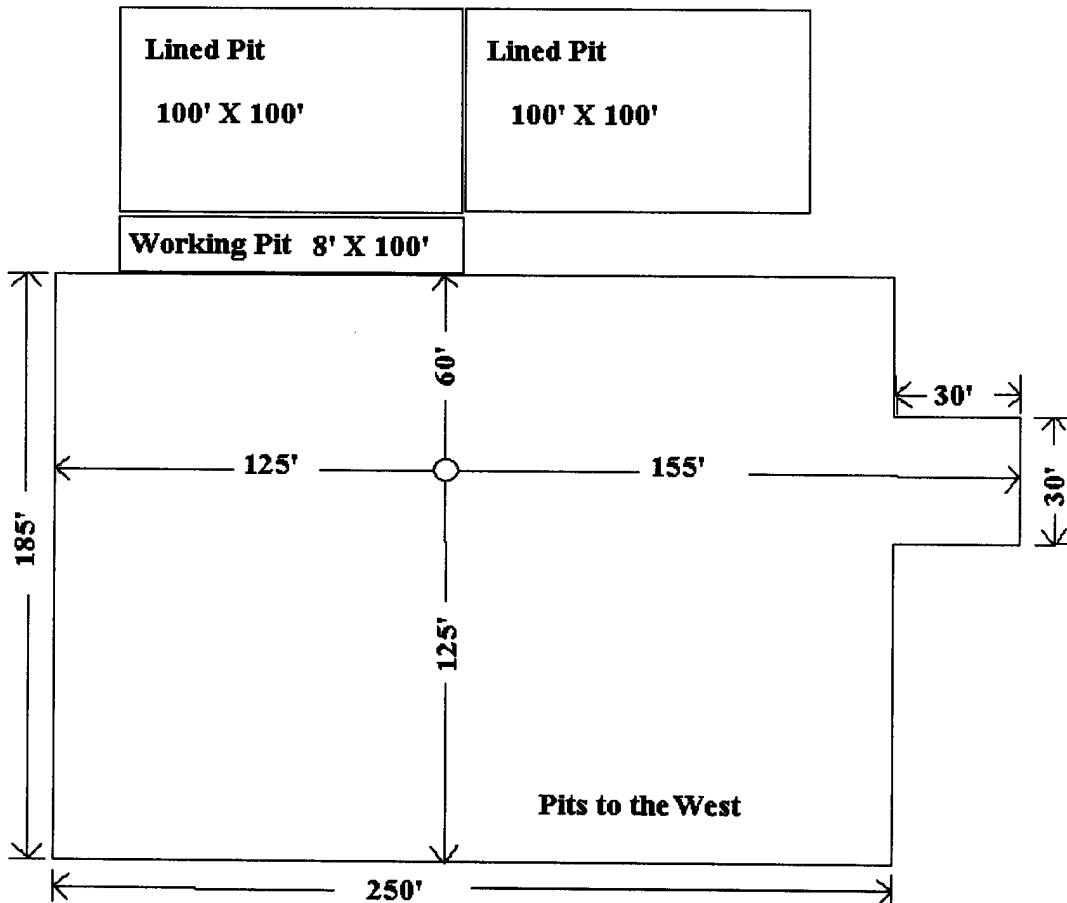 Lined Pit
100' X 100'
Lined Pit
100' X 100'
Working Pit 8' X 100'
60'
30'
125'
155'
30'
185'
125'
Pits to the West
250'